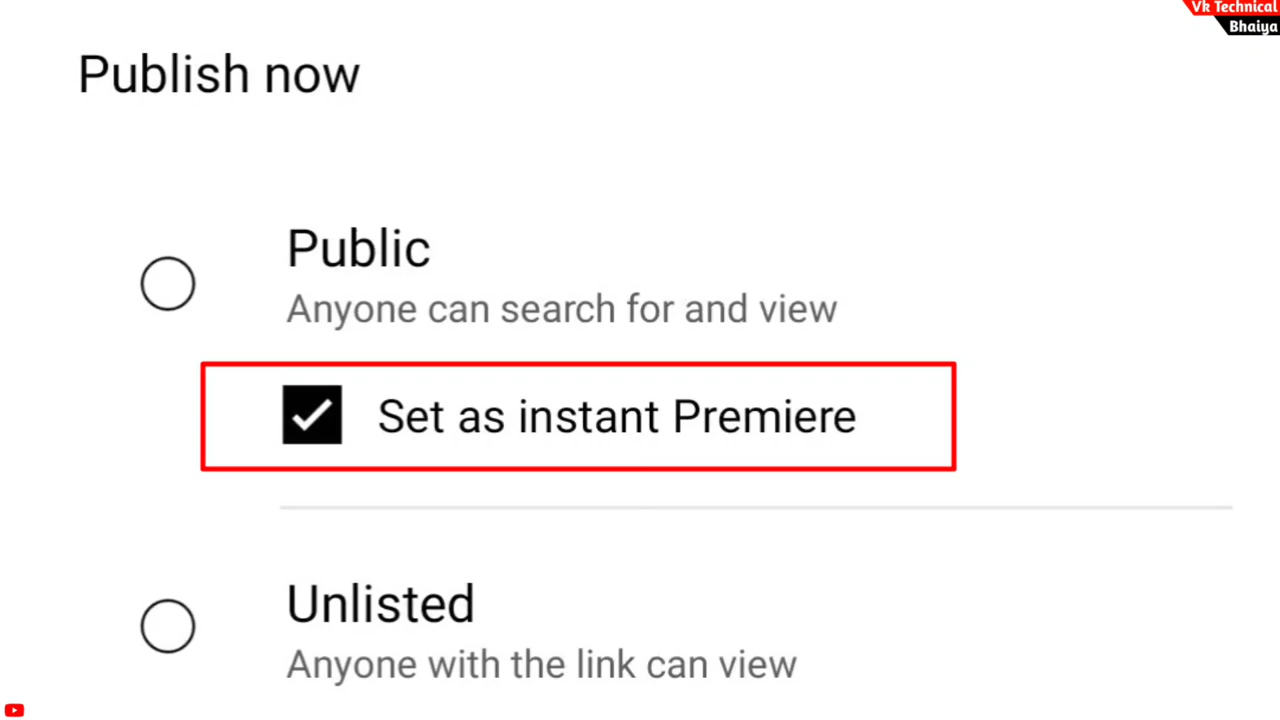 Vk Technical
Bhaiya
Publish now
Public
Anyone can search for and view
Set as instant Premiere
Unlisted
Anyone with the link can view